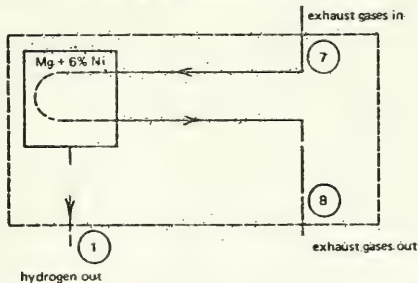 exhaust gases in
7
Mg + 6% Ni
8
1
exhaust gases out
hydrogen out